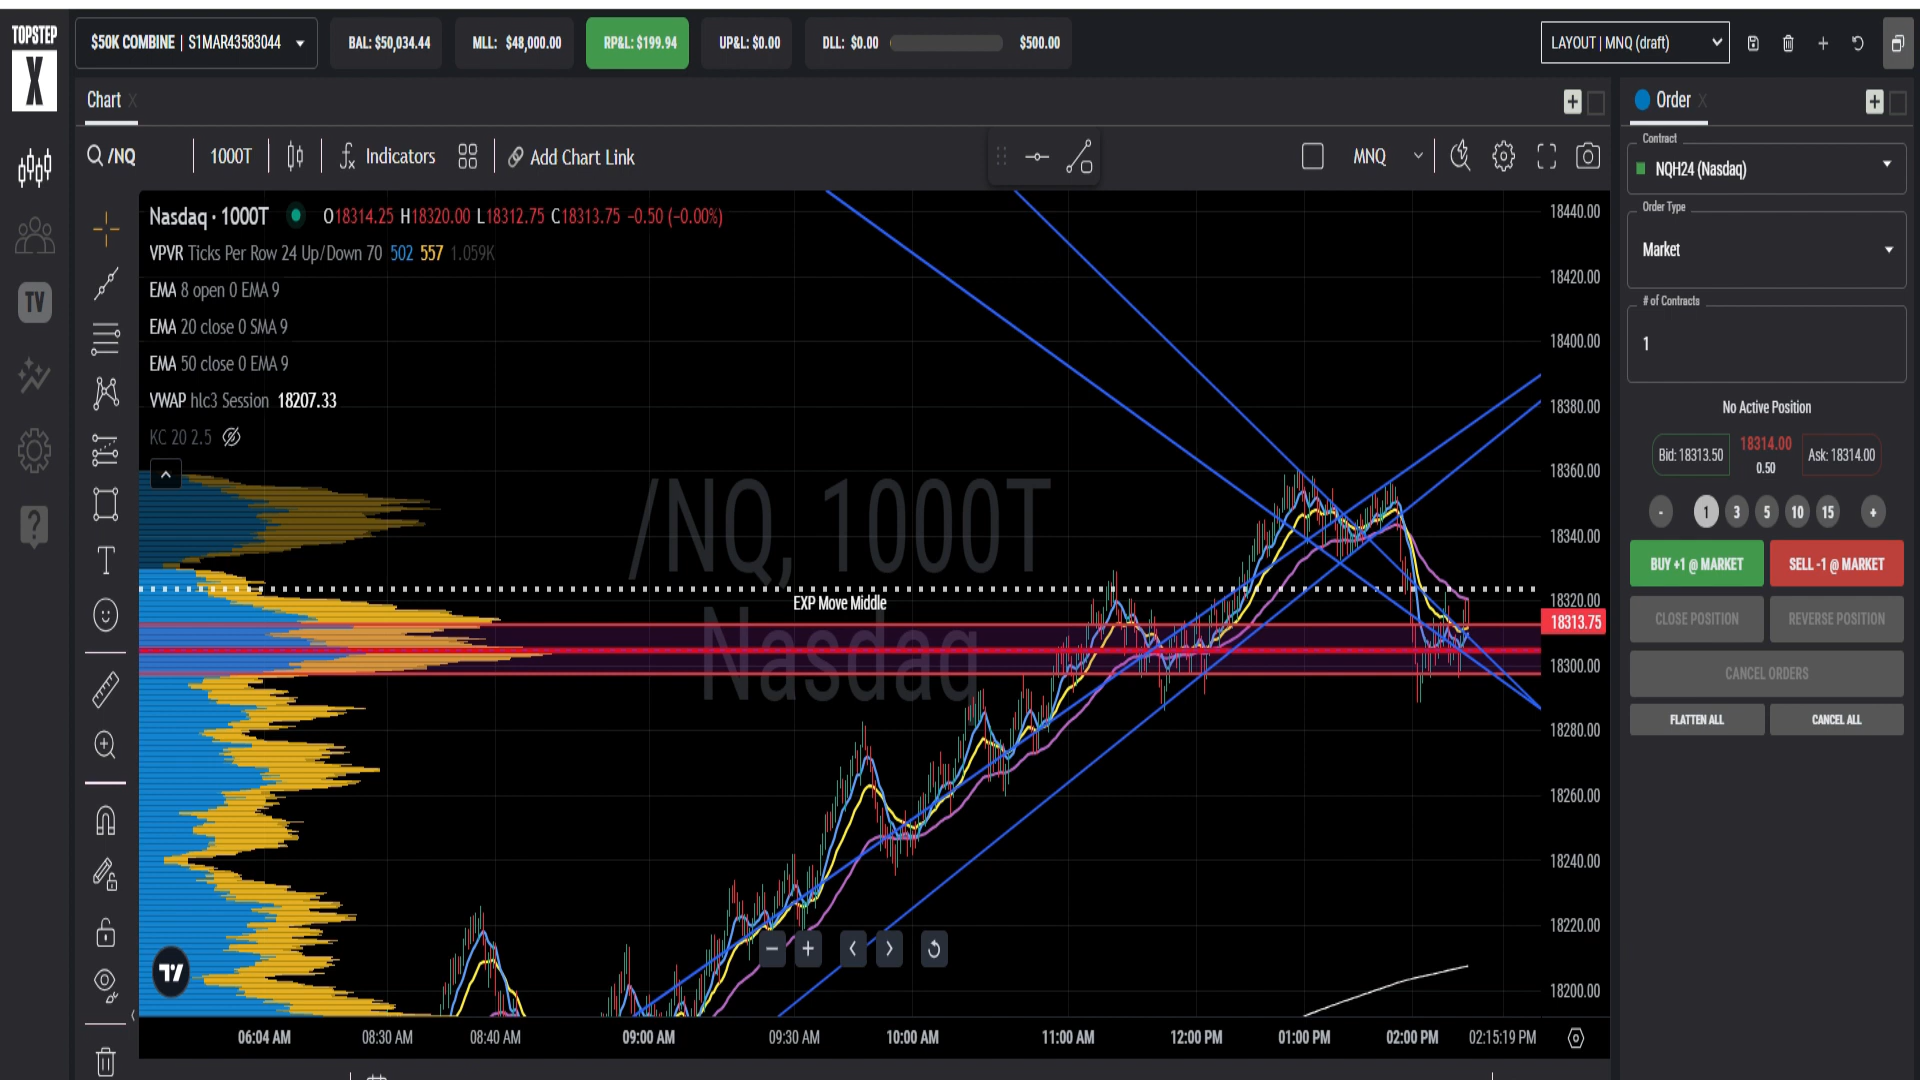 TOPSTEP
X
$50K COMBINE | S1MAR43583044
BAL: $50,034.44
MLL: $48,000.00
RP&L: $199.94
UP&L: $0.00
DLL: $0.00
$500.00
LAYOUT | MNQ (draft)
Chart X
Order X
/NQ
1000T
Indicators
Add Chart Link
MNQ
Contract
NQH24 (Nasdaq)
Order Type
Market
# of Contracts
1
No Active Position
Bid: 18313.50
18314.00
0.50
Ask: 18314.00
- 1 3 5 10 15 +
BUY +1 @ MARKET
SELL -1 @ MARKET
CLOSE POSITION
REVERSE POSITION
CANCEL ORDERS
FLATTEN ALL
CANCEL ALL
TV
?
T
Nasdaq · 1000T O18314.25 H18320.00 L18312.75 C18313.75 −0.50 (−0.00%)
VPVR Ticks Per Row 24 Up/Down 70 502 557 1.059K
EMA 8 open 0 EMA 9
EMA 20 close 0 SMA 9
EMA 50 close 0 EMA 9
VWAP hlc3 Session 18207.33
KC 20 2.5
/NQ, 1000T
Nasdaq
EXP Move Middle
18440.00
18420.00
18400.00
18380.00
18360.00
18340.00
18320.00
18313.75
18300.00
18280.00
18260.00
18240.00
18220.00
18200.00
06:04 AM
08:30 AM
08:40 AM
09:00 AM
09:30 AM
10:00 AM
11:00 AM
12:00 PM
01:00 PM
02:00 PM
02:15:19 PM